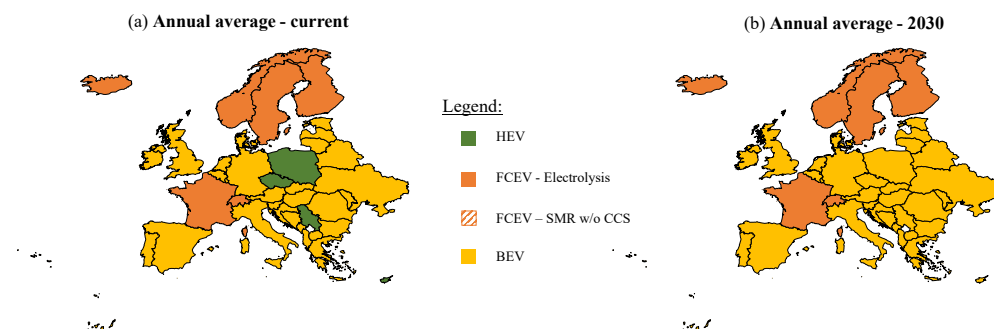 (a) Annual average - current
(b) Annual average - 2030
Legend:
HEV
FCEV - Electrolysis
FCEV – SMR w/o CCS
BEV